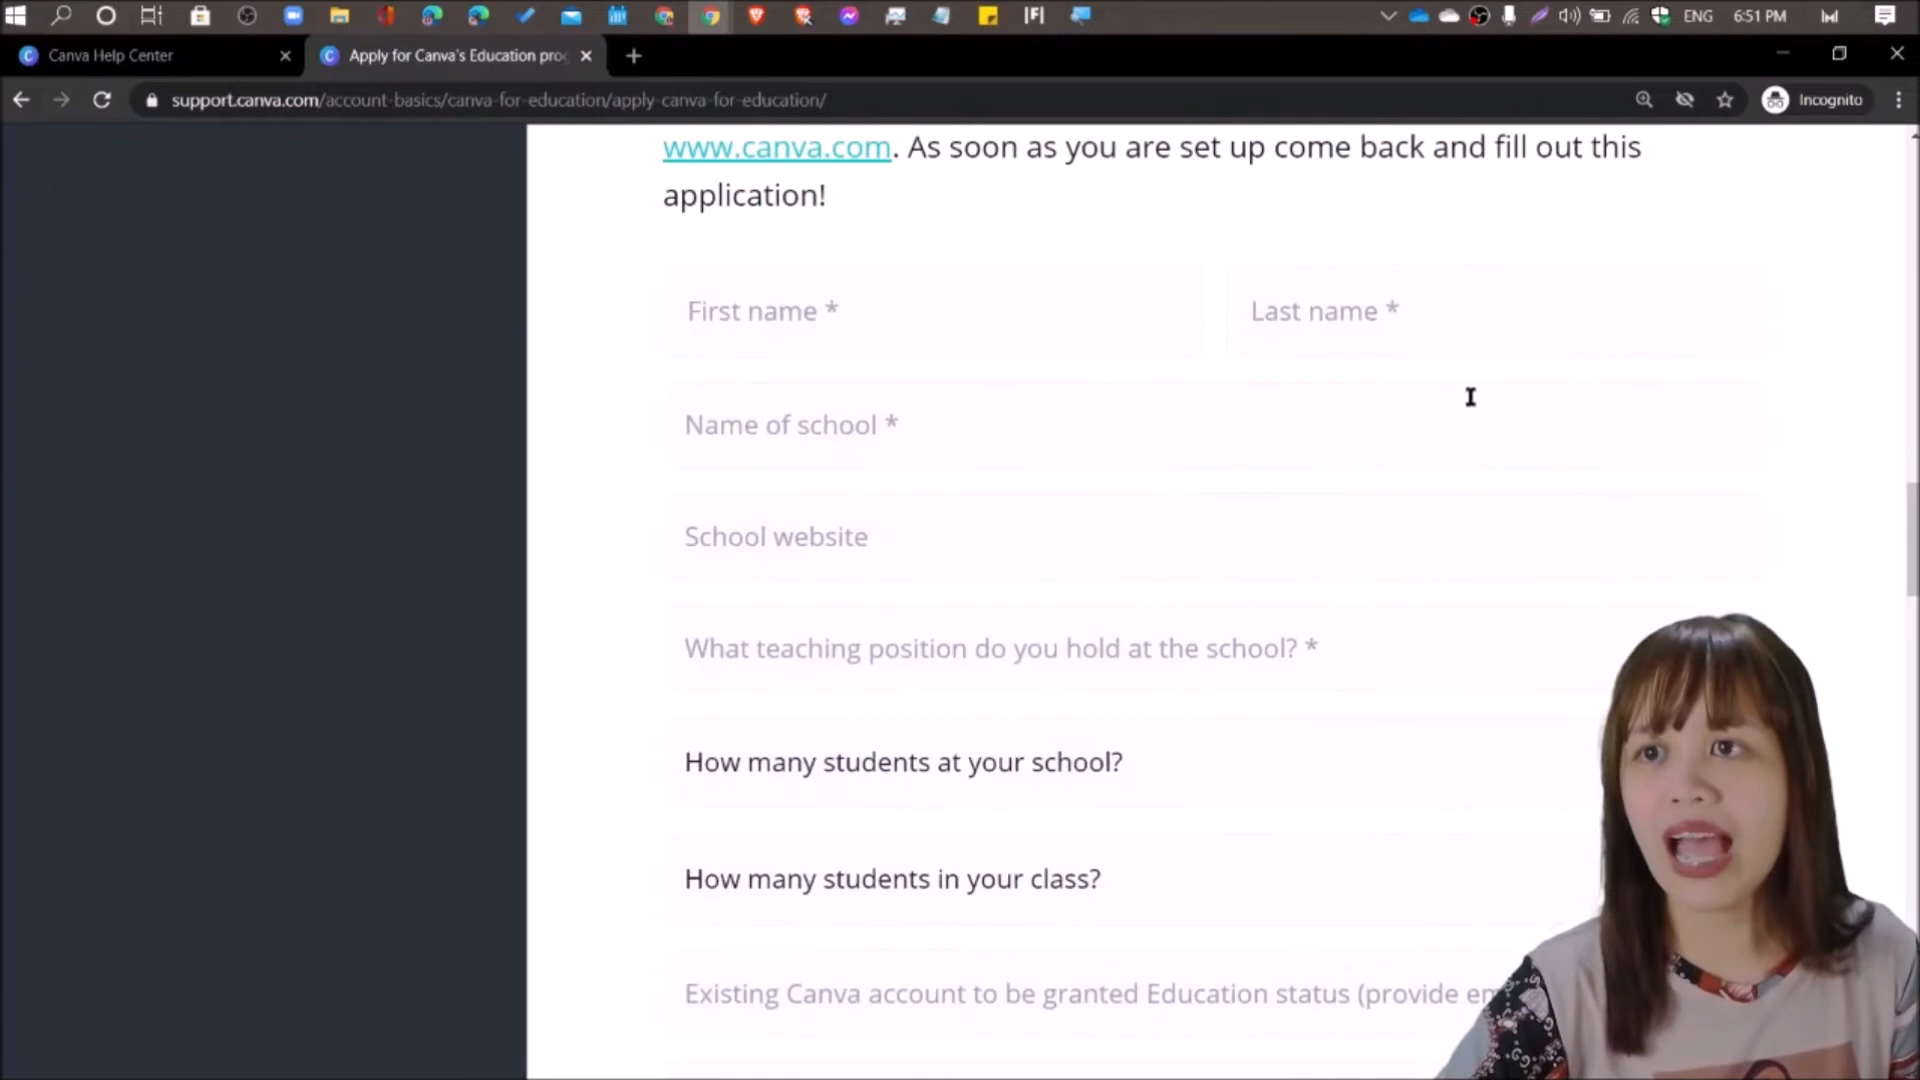 ENG
6:51 PM
Canva Help Center
Apply for Canva's Education pro
support.canva.com/account-basics/canva-for-education/apply-canva-for-education/
Incognito
www.canva.com. As soon as you are set up come back and fill out this
application!
First name *
Last name *
Name of school *
School website
What teaching position do you hold at the school? *
How many students at your school?
How many students in your class?
Existing Canva account to be granted Education status (provide em